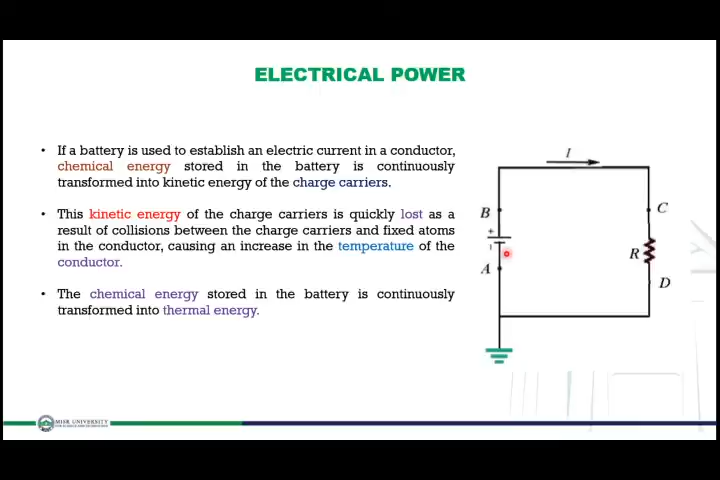 ELECTRICAL POWER
• If a battery is used to establish an electric current in a conductor,
chemical energy stored in the battery is continuously
transformed into kinetic energy of the charge carriers.
• This kinetic energy of the charge carriers is quickly lost as a
result of collisions between the charge carriers and fixed atoms
in the conductor, causing an increase in the temperature of the
conductor.
• The chemical energy stored in the battery is continuously
transformed into thermal energy.
I
B
C
+
R
A
D
MISR UNIVERSITY
FOR SCIENCE AND TECHNOLOGY